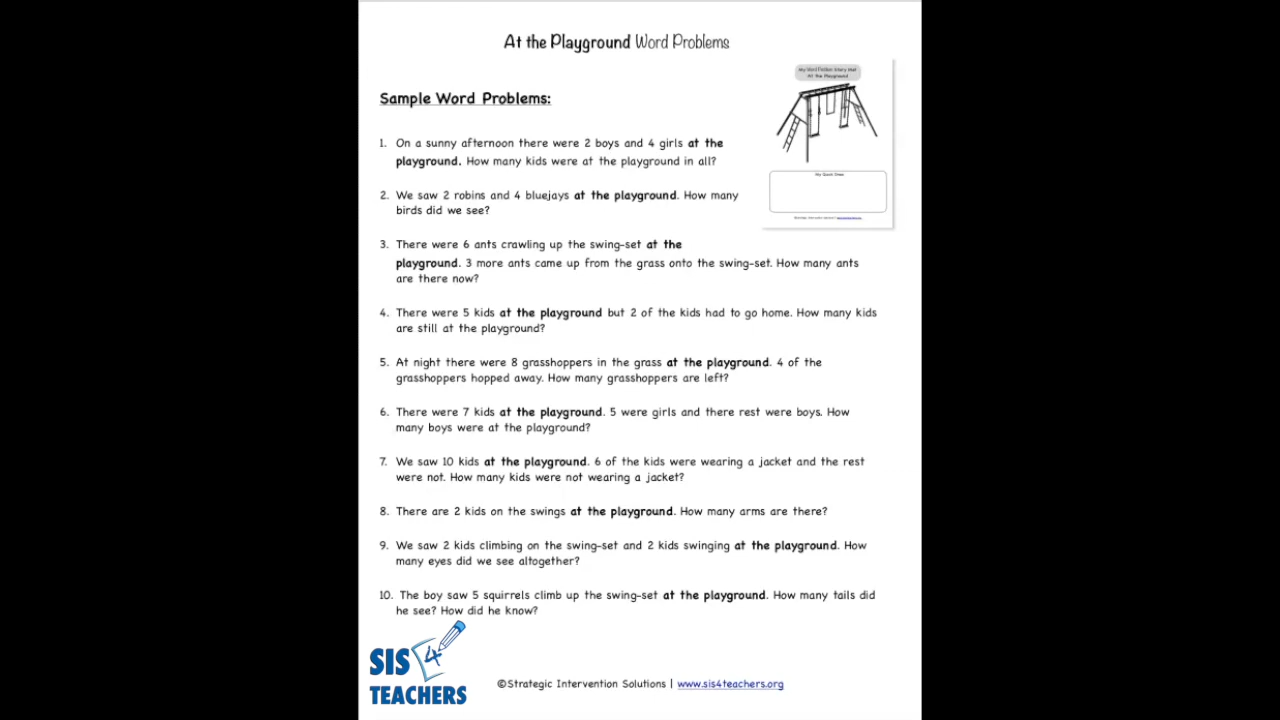 At the Playground Word Problems
My Word Problem Story Mat
At the Playground
Sample Word Problems:
1. On a sunny afternoon there were 2 boys and 4 girls at the
playground. How many kids were at the playground in all?
2. We saw 2 robins and 4 bluejays at the playground. How many
birds did we see?
My Quick Draw
3. There were 6 ants crawling up the swing-set at the
playground. 3 more ants came up from the grass onto the swing-set. How many ants
are there now?
4. There were 5 kids at the playground but 2 of the kids had to go home. How many kids
are still at the playground?
5. At night there were 8 grasshoppers in the grass at the playground. 4 of the
grasshoppers hopped away. How many grasshoppers are left?
6. There were 7 kids at the playground. 5 were girls and there rest were boys. How
many boys were at the playground?
7. We saw 10 kids at the playground. 6 of the kids were wearing a jacket and the rest
were not. How many kids were not wearing a jacket?
8. There are 2 kids on the swings at the playground. How many arms are there?
9. We saw 2 kids climbing on the swing-set and 2 kids swinging at the playground. How
many eyes did we see altogether?
10. The boy saw 5 squirrels climb up the swing-set at the playground. How many tails did
he see? How did he know?
SIS 4
TEACHERS
©Strategic Intervention Solutions | www.sis4teachers.org